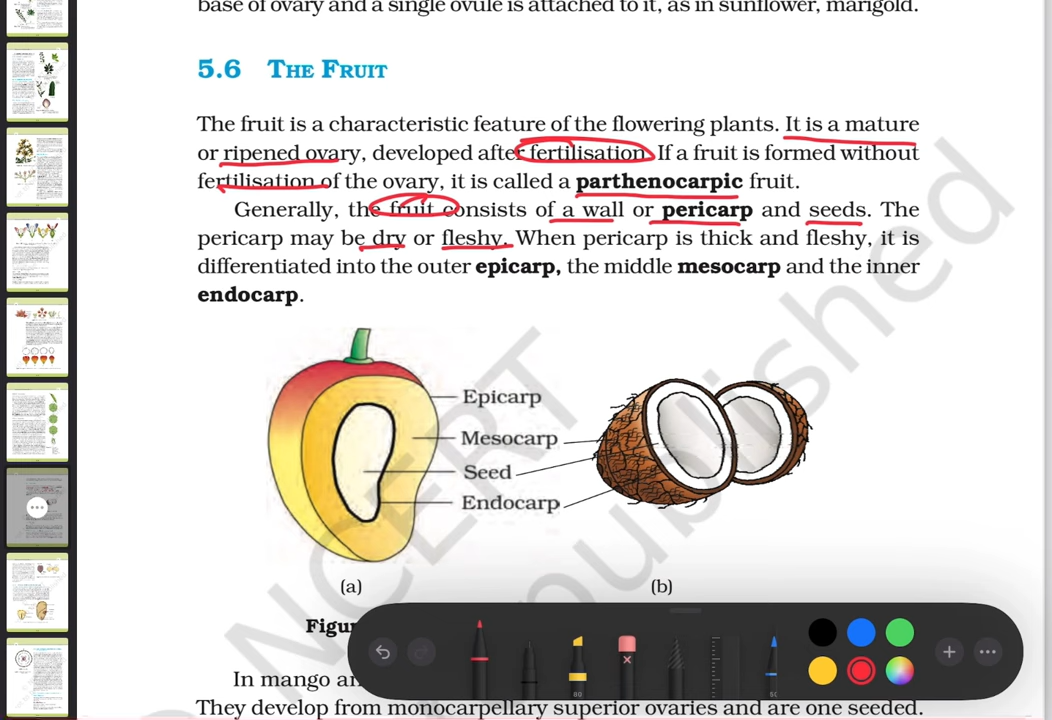 base of ovary and a single ovule is attached to it, as in sunflower, marigold.
5.6 THE FRUIT
The fruit is a characteristic feature of the flowering plants. It is a mature
or ripened ovary, developed after fertilisation. If a fruit is formed without
fertilisation of the ovary, it is called a parthenocarpic fruit.
Generally, the fruit consists of a wall or pericarp and seeds. The
pericarp may be dry or fleshy. When pericarp is thick and fleshy, it is
differentiated into the outer epicarp, the middle mesocarp and the inner
endocarp.
Epicarp
Mesocarp
Seed
Endocarp
(a)
(b)
NCERT
published
80
In mango
They develop from monocarpellary superior ovaries and are one seeded.